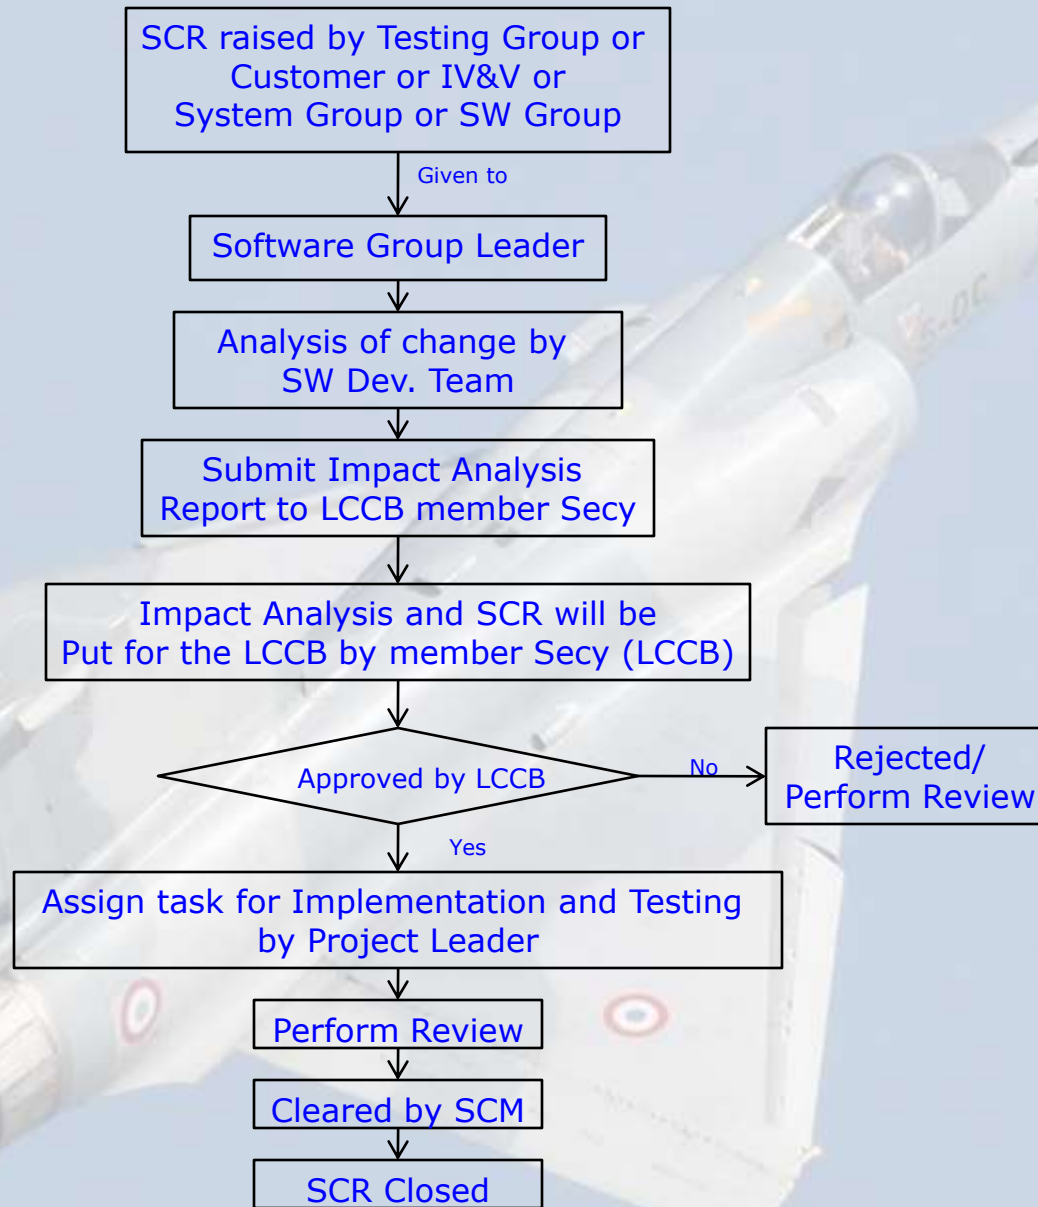 SCR raised by Testing Group or
Customer or IV&V or
System Group or SW Group
Given to
Software Group Leader
Analysis of change by
SW Dev. Team
Submit Impact Analysis
Report to LCCB member Secy
Impact Analysis and SCR will be
Put for the LCCB by member Secy (LCCB)
Approved by LCCB
No
Rejected/
Perform Review
Yes
Assign task for Implementation and Testing
by Project Leader
Perform Review
Cleared by SCM
SCR Closed